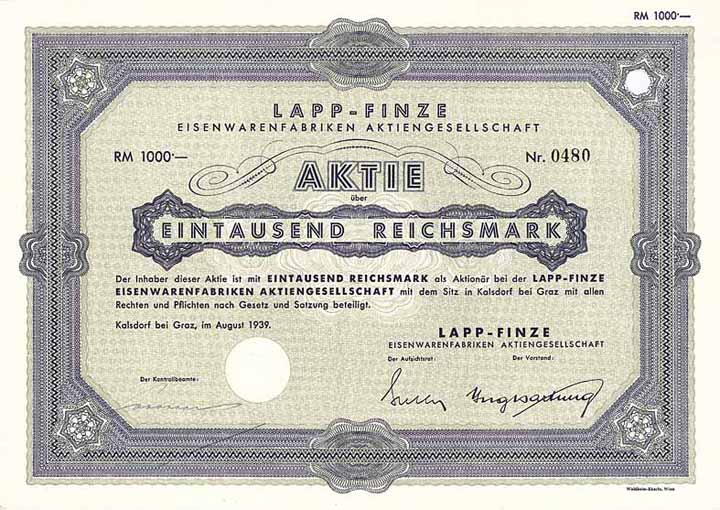 RM 1000·—
LAPP-FINZE
EISENWARENFABRIKEN AKTIENGESELLSCHAFT
RM 1000·— Nr. 0480
AKTIE
über
EINTAUSEND REICHSMARK
Der Inhaber dieser Aktie ist mit EINTAUSEND REICHSMARK als Aktionär bei der LAPP-FINZE
EISENWARENFABRIKEN AKTIENGESELLSCHAFT mit dem Sitz in Kalsdorf bei Graz mit allen
Rechten und Pflichten nach Gesetz und Satzung beteiligt.
Kalsdorf bei Graz, im August 1939.
LAPP-FINZE
EISENWARENFABRIKEN AKTIENGESELLSCHAFT
Der Aufsichtsrat: Der Vorstand:
Der Kontrollbeamte:
Waldheim-Eberle, Wien